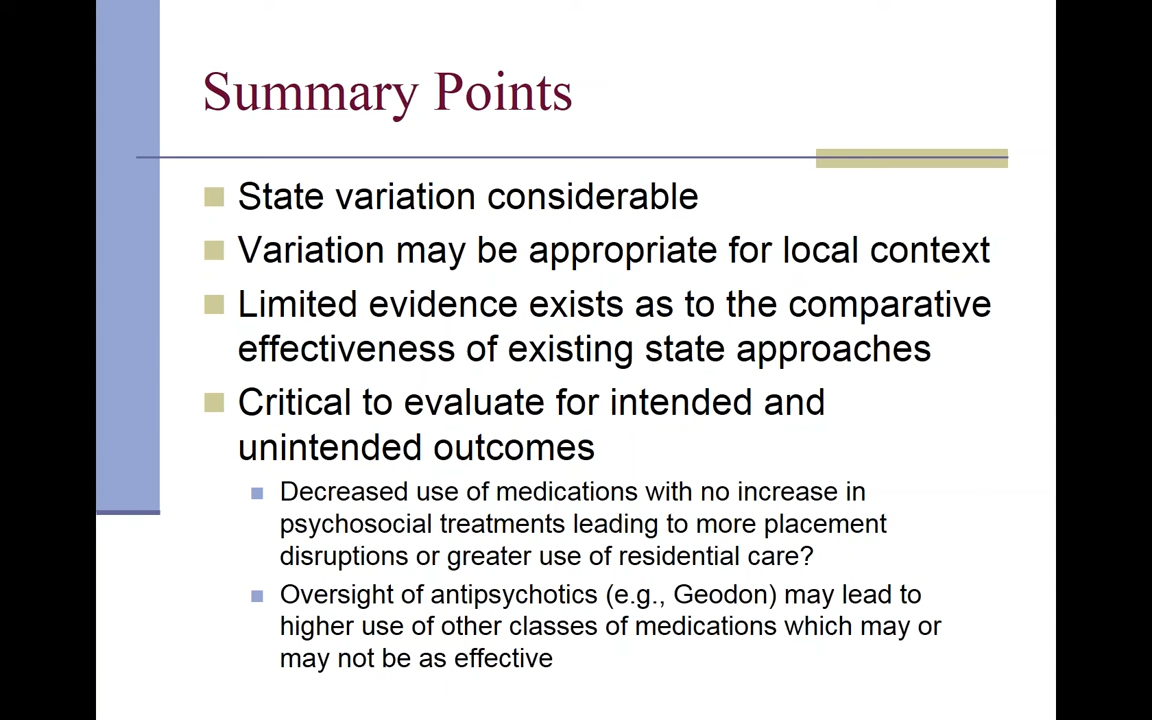 Summary Points
State variation considerable
Variation may be appropriate for local context
Limited evidence exists as to the comparative
effectiveness of existing state approaches
Critical to evaluate for intended and
unintended outcomes
Decreased use of medications with no increase in
psychosocial treatments leading to more placement
disruptions or greater use of residential care?
Oversight of antipsychotics (e.g., Geodon) may lead to
higher use of other classes of medications which may or
may not be as effective